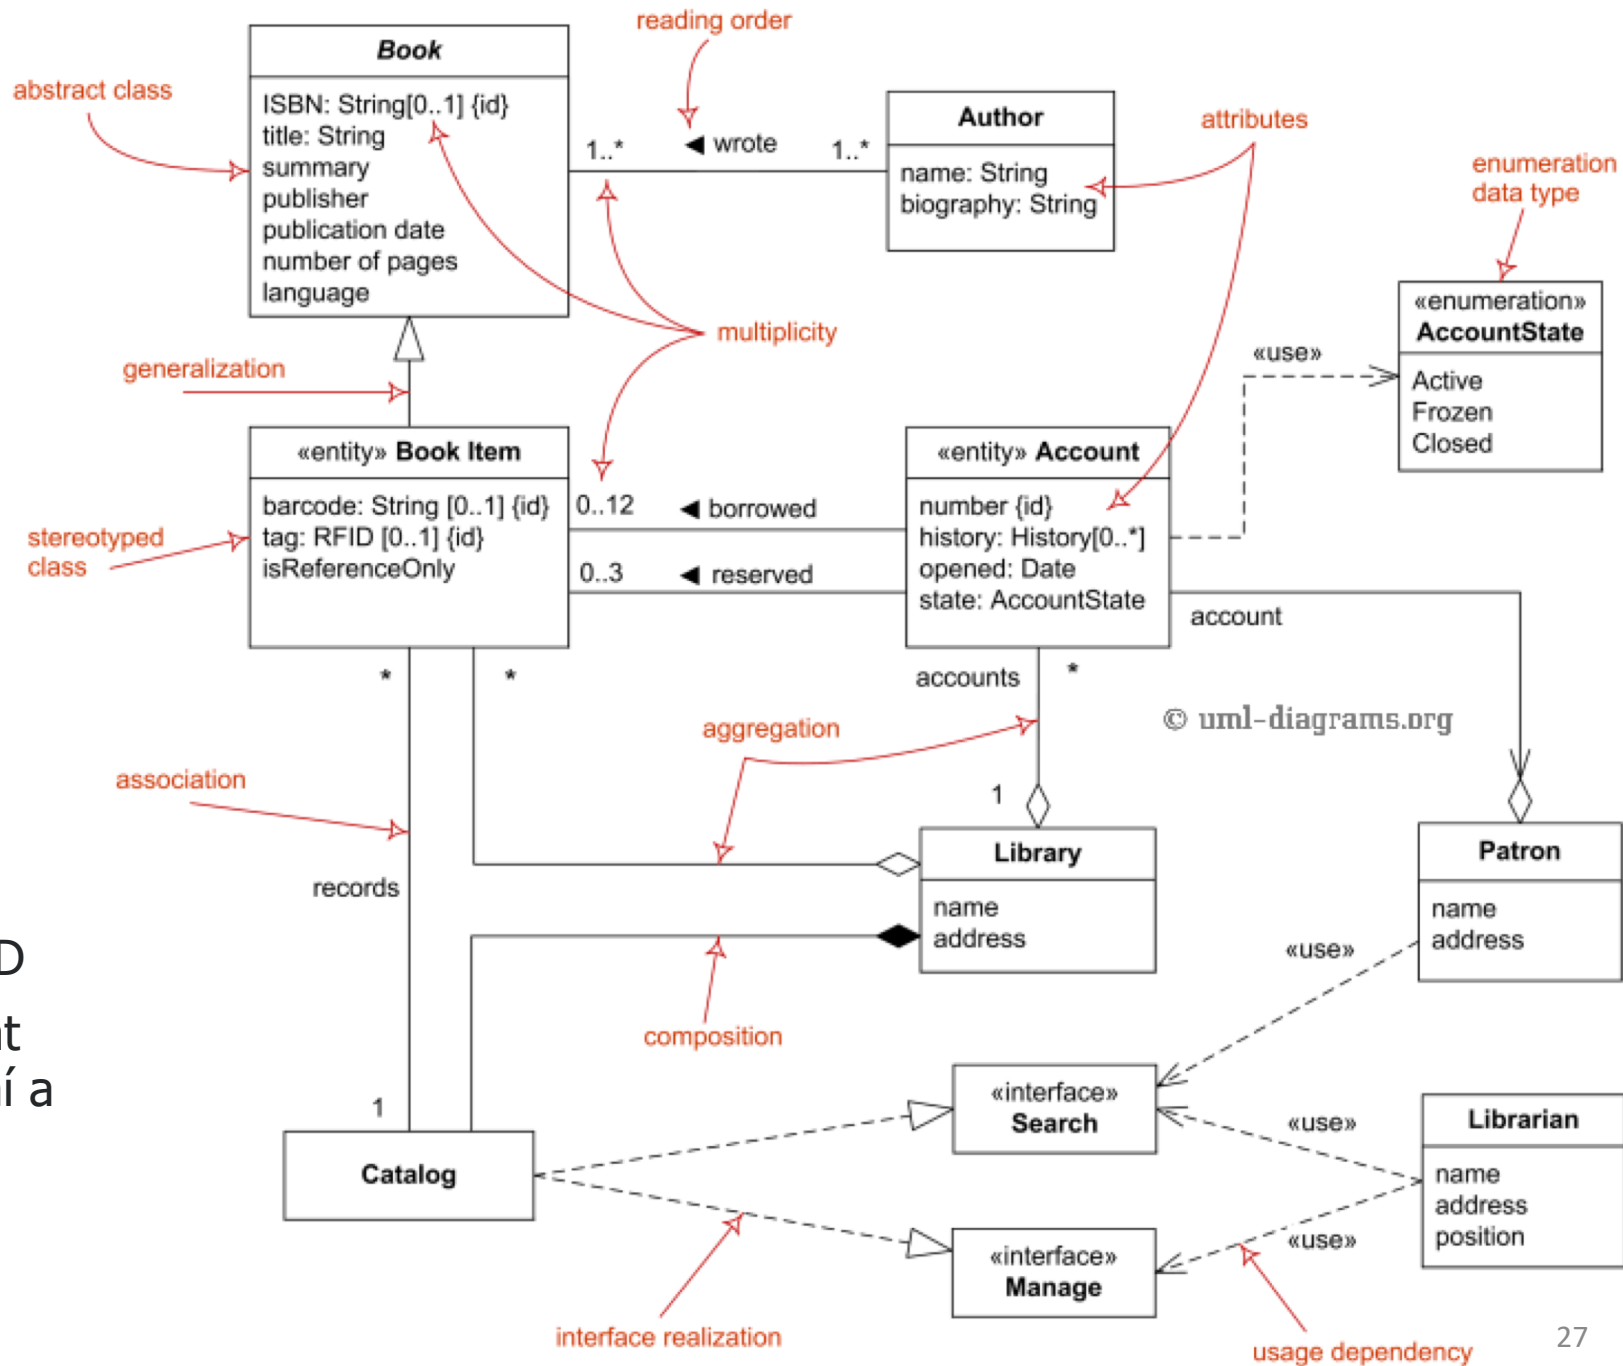 reading order
Book
abstract class
ISBN: String[0..1] {id}
title: String
summary
publisher
publication date
number of pages
language
1..*
◄ wrote
1..*
Author
name: String
biography: String
attributes
enumeration
data type
«enumeration»
AccountState
Active
Frozen
Closed
multiplicity
generalization
«use»
«entity» Book Item
barcode: String [0..1] {id}
tag: RFID [0..1] {id}
isReferenceOnly
stereotyped
class
0..12
◄ borrowed
0..3
◄ reserved
«entity» Account
number {id}
history: History[0..*]
opened: Date
state: AccountState
account
*
*
accounts
*
© uml-diagrams.org
aggregation
association
1
records
Library
name
address
Patron
name
address
«use»
composition
D
í a
1
Catalog
«interface»
Search
«use»
Librarian
name
address
position
«use»
«interface»
Manage
interface realization
usage dependency
27